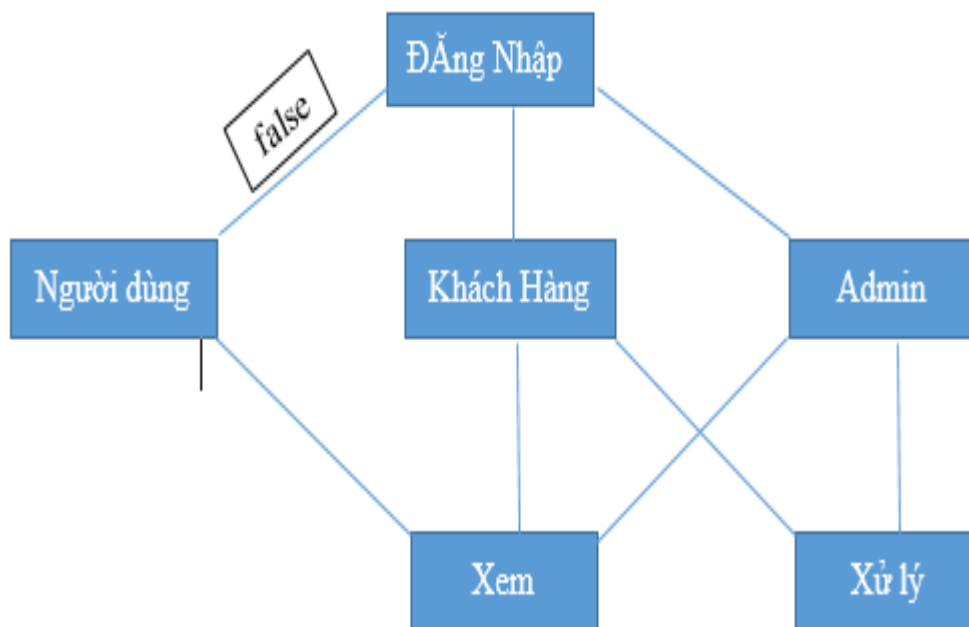 ĐĂng Nhập
false
Người dùng
Khách Hàng
Admin
Xem
Xử lý